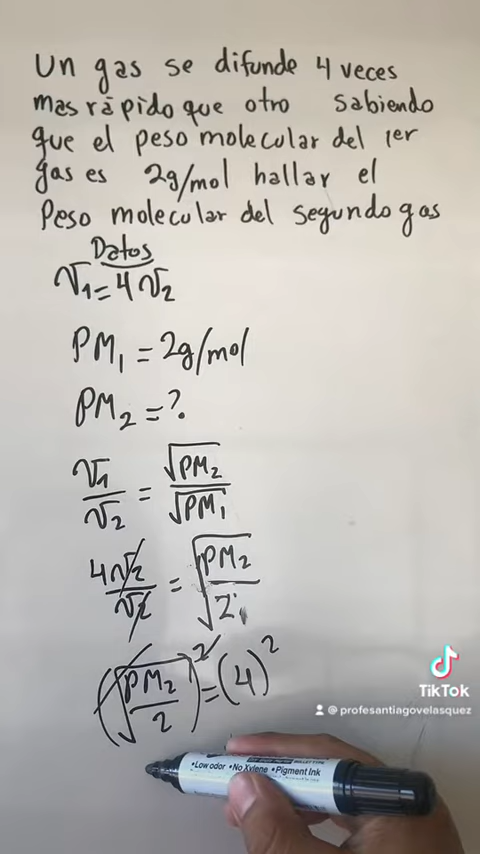 Un gas se difunde 4 veces
mas rápido que otro sabiendo
que el peso molecular del 1er
gas es 2g/mol hallar el
Peso molecular del segundo gas
Datos
V₁=4V₂
PM₁ = 2g/mol
PM₂ = ?
V₁/V₂ = √PM₂/√PM₁
4V₂/V₂ = √(PM₂/2)
(√(PM₂/2))² = (4)²
TikTok
@profesantiagovelasquez
•Low odor •No Xylene •Pigment Ink